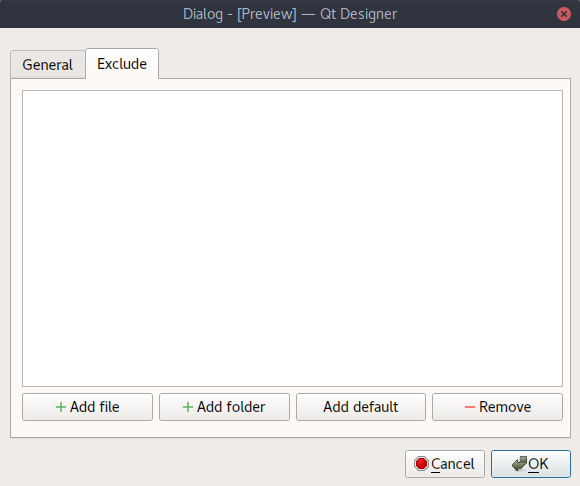 Dialog - [Preview] — Qt Designer
General Exclude
Add file Add folder Add default Remove
Cancel OK